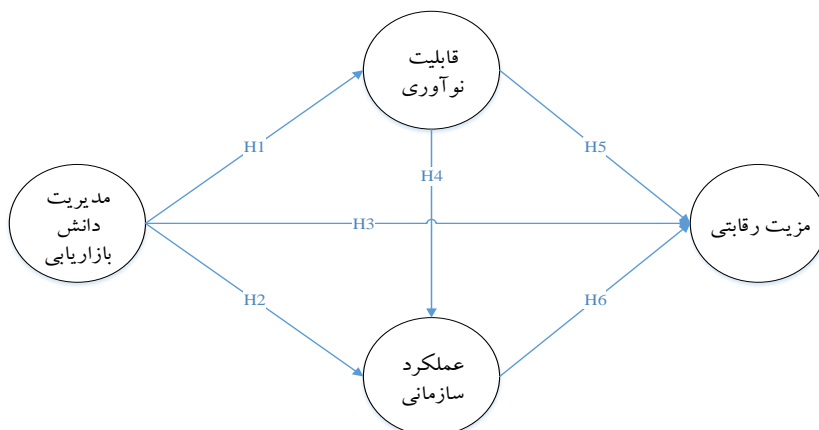 قابلیت
نوآوری
H1
H5
H4
مدیریت
دانش
بازاریابی
H3
مزیت رقابتی
H2
H6
عملکرد
سازمانی